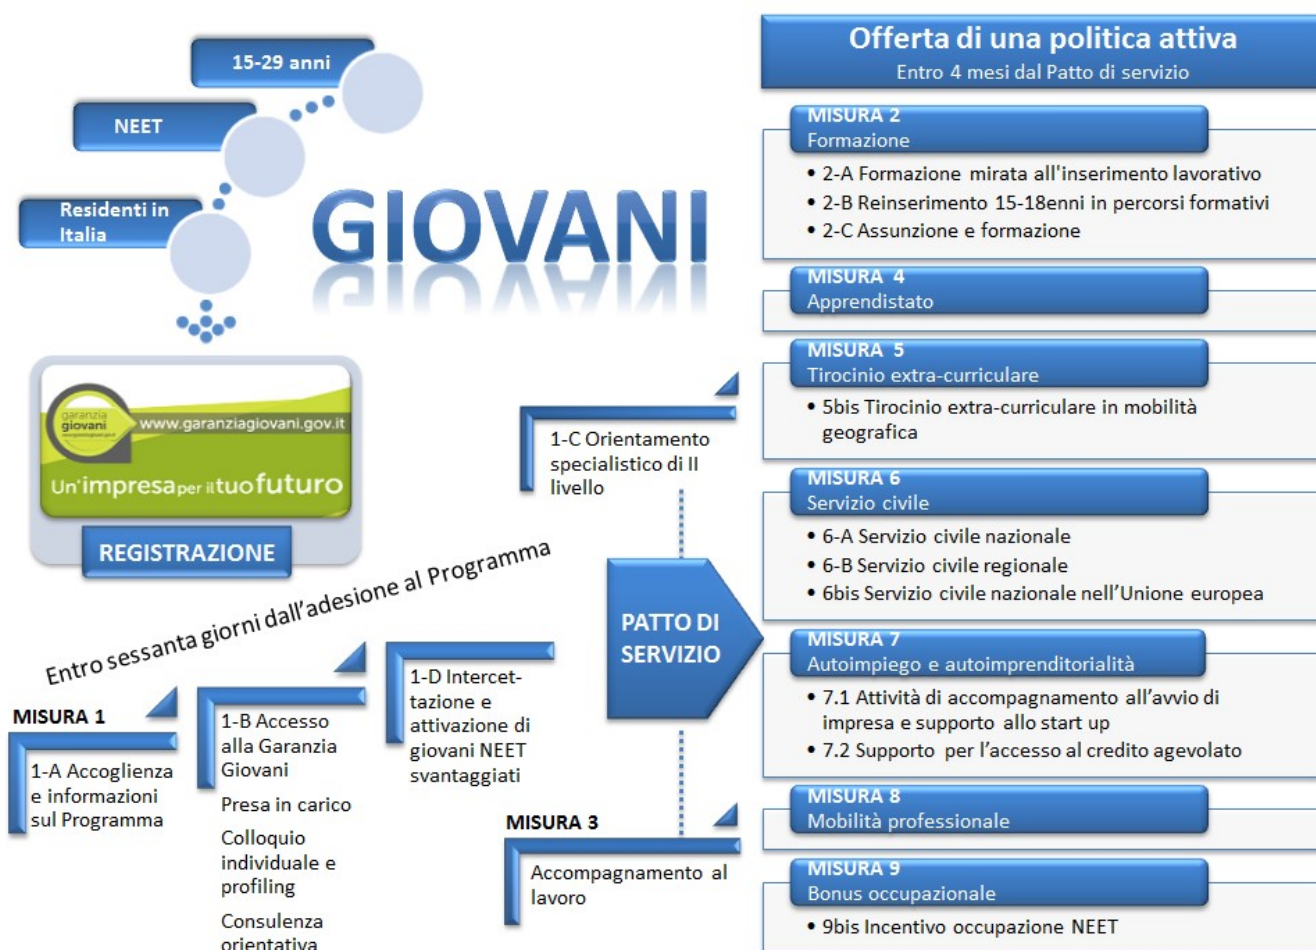 15-29 anni
NEET
Residenti in
Italia
GIOVANI
garanzia
giovani
www.garanziagiovani.gov.it
Un'impresa per il tuo futuro
REGISTRAZIONE
Entro sessanta giorni dall'adesione al Programma
MISURA 1
1-A Accoglienza
e informazioni
sul Programma
1-B Accesso
alla Garanzia
Giovani
Presa in carico
Colloquio
individuale e
profiling
Consulenza
orientativa
1-D Intercet-
tazione e
attivazione di
giovani NEET
svantaggiati
1-C Orientamento
specialistico di II
livello
PATTO DI
SERVIZIO
MISURA 3
Accompagnamento al
lavoro
Offerta di una politica attiva
Entro 4 mesi dal Patto di servizio
MISURA 2
Formazione
• 2-A Formazione mirata all'inserimento lavorativo
• 2-B Reinserimento 15-18enni in percorsi formativi
• 2-C Assunzione e formazione
MISURA 4
Apprendistato
MISURA 5
Tirocinio extra-curriculare
• 5bis Tirocinio extra-curriculare in mobilità
geografica
MISURA 6
Servizio civile
• 6-A Servizio civile nazionale
• 6-B Servizio civile regionale
• 6bis Servizio civile nazionale nell'Unione europea
MISURA 7
Autoimpiego e autoimprenditorialità
• 7.1 Attività di accompagnamento all'avvio di
impresa e supporto allo start up
• 7.2 Supporto per l'accesso al credito agevolato
MISURA 8
Mobilità professionale
MISURA 9
Bonus occupazionale
• 9bis Incentivo occupazione NEET